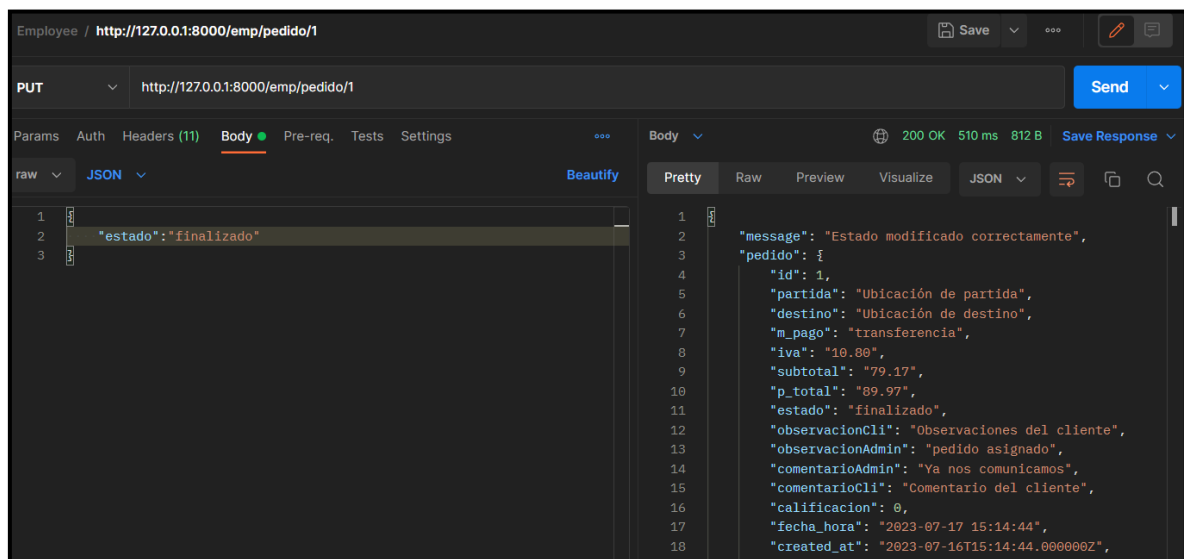 Employee / http://127.0.0.1:8000/emp/pedido/1
Save
PUT
http://127.0.0.1:8000/emp/pedido/1
Send
Params Auth Headers (11) Body Pre-req. Tests Settings
raw JSON Beautify
1 {
2 "estado":"finalizado"
3 }
Body 200 OK 510 ms 812 B Save Response
Pretty Raw Preview Visualize JSON
1 {
2 "message": "Estado modificado correctamente",
3 "pedido": {
4 "id": 1,
5 "partida": "Ubicación de partida",
6 "destino": "Ubicación de destino",
7 "m_pago": "transferencia",
8 "iva": "10.80",
9 "subtotal": "79.17",
10 "p_total": "89.97",
11 "estado": "finalizado",
12 "observacionCli": "Observaciones del cliente",
13 "observacionAdmin": "pedido asignado",
14 "comentarioAdmin": "Ya nos comunicamos",
15 "comentarioCli": "Comentario del cliente",
16 "calificacion": 0,
17 "fecha_hora": "2023-07-17 15:14:44",
18 "created_at": "2023-07-16T15:14:44.000000Z",